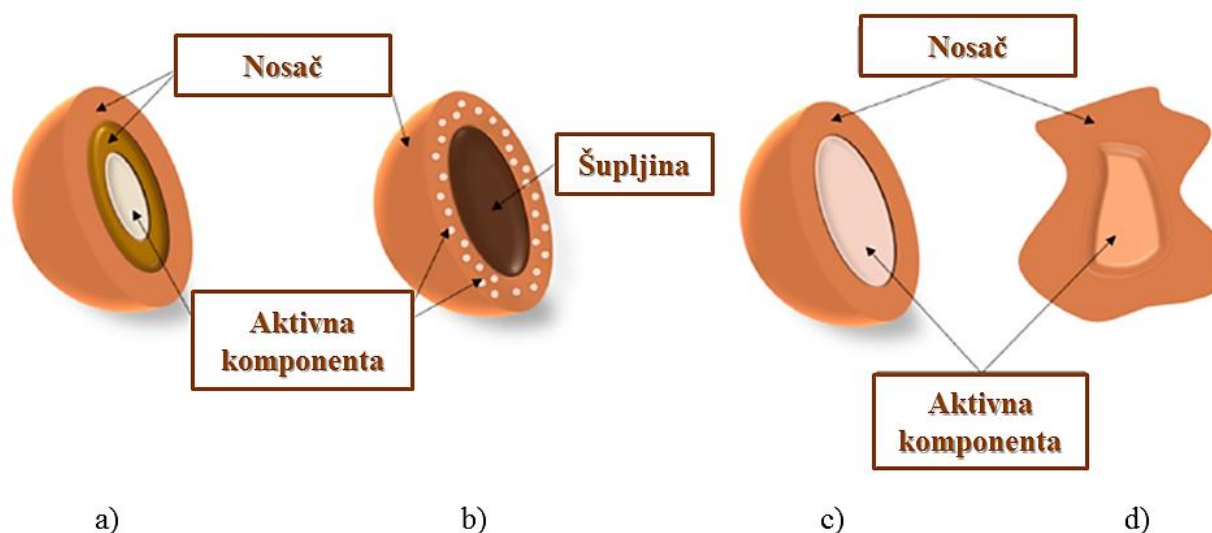 Nosač
Nosač
Šupljina
Aktivna
komponenta
Aktivna
komponenta
a)
b)
c)
d)